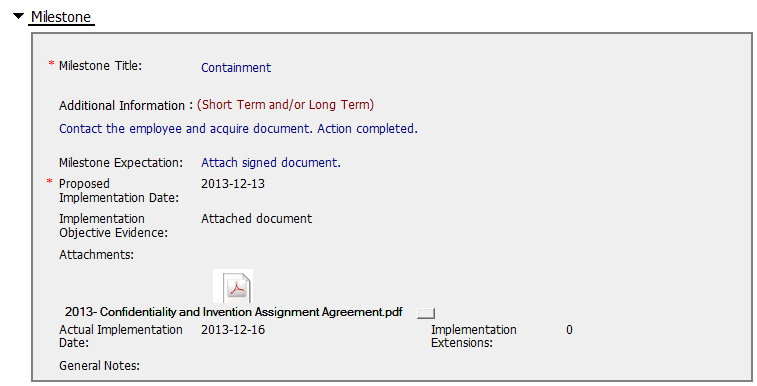 Milestone
* Milestone Title: Containment
Additional Information : (Short Term and/or Long Term)
Contact the employee and acquire document. Action completed.
Milestone Expectation: Attach signed document.
* Proposed 2013-12-13
Implementation Date:
Implementation Attached document
Objective Evidence:
Attachments:
2013- Confidentiality and Invention Assignment Agreement.pdf
Actual Implementation 2013-12-16 Implementation 0
Date: Extensions:
General Notes: